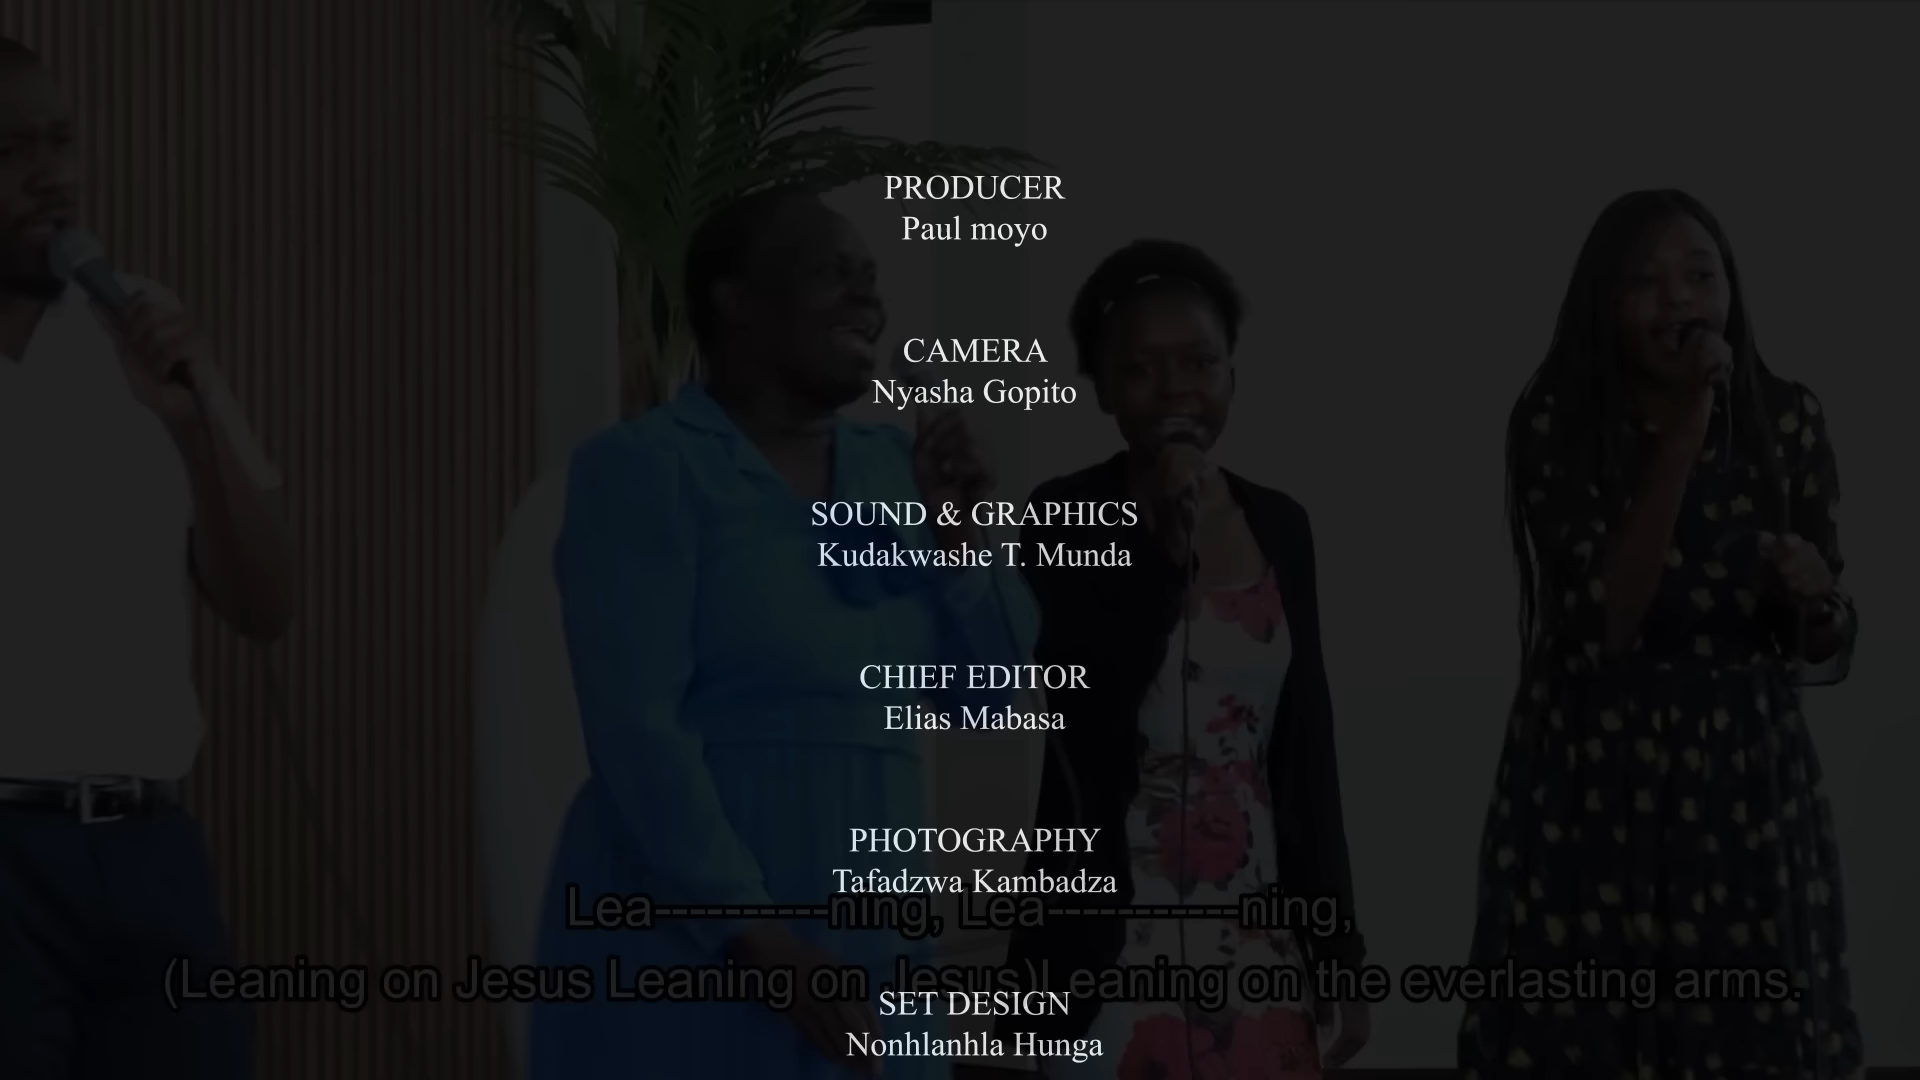 PRODUCER
Paul moyo
CAMERA
Nyasha Gopito
SOUND & GRAPHICS
Kudakwashe T. Munda
CHIEF EDITOR
Elias Mabasa
PHOTOGRAPHY
Tafadzwa Kambadza
Lea----------ning, Lea-----------ning,
(Leaning on Jesus Leaning on Jesus)Leaning on the everlasting arms.
SET DESIGN
Nonhlanhla Hunga